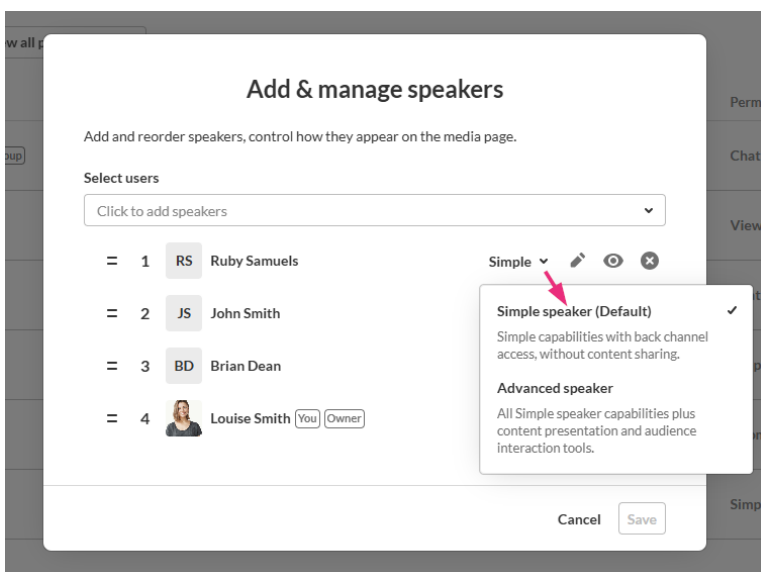 ew all p
Add & manage speakers
Perm
Add and reorder speakers, control how they appear on the media page.
oup
Chat
Select users
Click to add speakers
View
= 1 RS Ruby Samuels Simple
Simple speaker (Default)
= 2 JS John Smith
Simple capabilities with back channel
access, without content sharing.
= 3 BD Brian Dean
Advanced speaker
All Simple speaker capabilities plus
= 4 Louise Smith You Owner
content presentation and audience
interaction tools.
Simp
Cancel Save